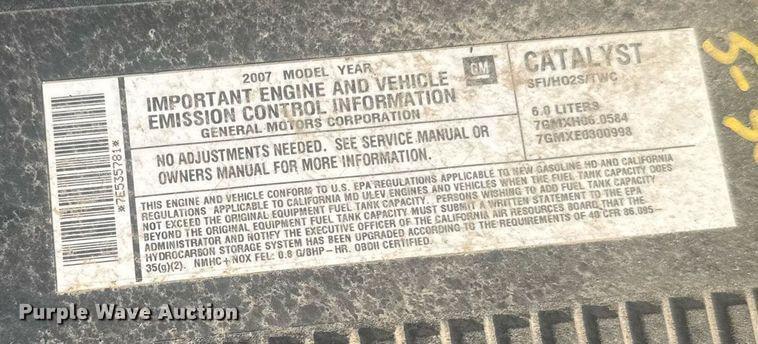 *7E535781*
2007 MODEL YEAR
IMPORTANT ENGINE AND VEHICLE
EMISSION CONTROL INFORMATION
GENERAL MOTORS CORPORATION
GM
CATALYST
SFI/HO2S/TWC
6.0 LITERS
7GMXH06.0584
7GMXE0300998
NO ADJUSTMENTS NEEDED. SEE SERVICE MANUAL OR
OWNERS MANUAL FOR MORE INFORMATION.
THIS ENGINE AND VEHICLE CONFORM TO U.S. EPA REGULATIONS APPLICABLE TO NEW GASOLINE HD AND CALIFORNIA
REGULATIONS APPLICABLE TO CALIFORNIA MD ULEV ENGINES AND VEHICLES WHEN THE FUEL TANK CAPACITY DOES
NOT EXCEED THE ORIGINAL EQUIPMENT FUEL TANK CAPACITY. PERSONS WISHING TO ADD FUEL TANK CAPACITY
BEYOND THE ORIGINAL EQUIPMENT FUEL TANK CAPACITY MUST SUBMIT A WRITTEN STATEMENT TO THE EPA
ADMINISTRATOR AND NOTIFY THE EXECUTIVE OFFICER OF THE CALIFORNIA AIR RESOURCES BOARD THAT THE
HYDROCARBON STORAGE SYSTEM HAS BEEN UPGRADED ACCORDING TO THE REQUIREMENTS OF 40 CFR 86.095-
35(g)(2). NMHC+NOX FEL: 0.8 G/BHP-HR. OBDII CERTIFIED.
Purple Wave Auction